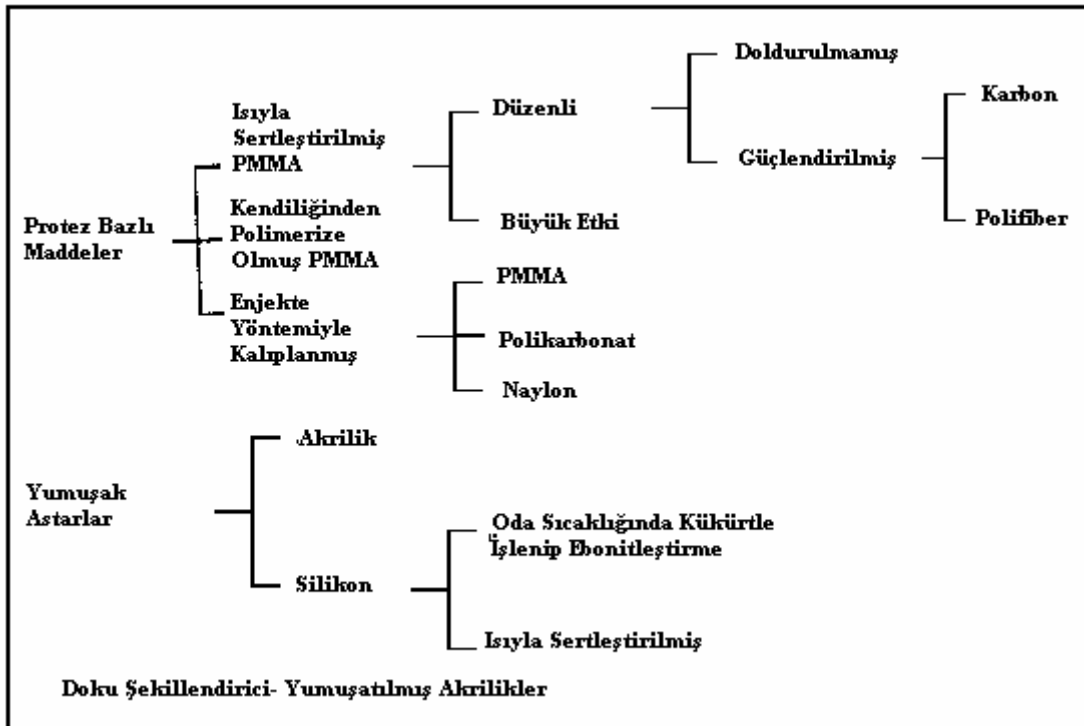 Protez Bazlı
Maddeler
Isıyla
Sertleştirilmiş
PMMA
Düzenli
Doldurulmamış
Güçlendirilmiş
Karbon
Polifiber
Büyük Etki
Kendiliğinden
Polimerize
Olmuş PMMA
Enjekte
Yöntemiyle
Kalıplanmış
PMMA
Polikarbonat
Naylon
Yumuşak
Astarlar
Akrilik
Silikon
Oda Sıcaklığında Kükürtle
İşlenip Ebonitleştirme
Isıyla Sertleştirilmiş
Doku Şekillendirici- Yumuşatılmış Akrilikler